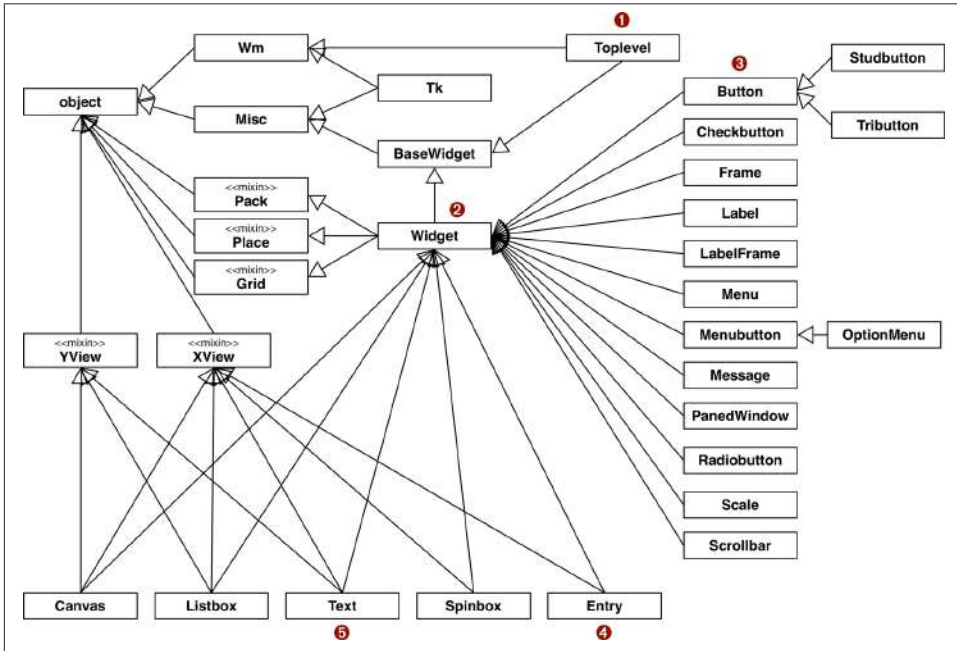 ❶
Wm
Toplevel
❸
Studbutton
object
Tk
Button
Misc
Tributton
Checkbutton
BaseWidget
Frame
<<mixin>>
Pack
❷
Label
<<mixin>>
Place
Widget
LabelFrame
<<mixin>>
Grid
Menu
<<mixin>>
YView
<<mixin>>
XView
Menubutton
OptionMenu
Message
PanedWindow
Radiobutton
Scale
Scrollbar
Canvas
Listbox
Text
Spinbox
Entry
❺
❹